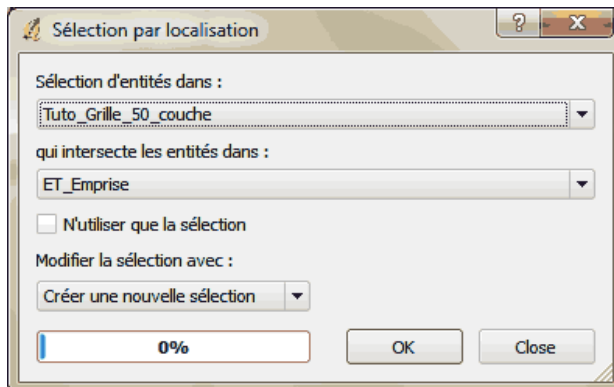 Sélection par localisation
?
X
Sélection d'entités dans :
Tuto_Grille_50_couche
qui intersecte les entités dans :
ET_Emprise
N'utiliser que la sélection
Modifier la sélection avec :
Créer une nouvelle sélection
0%
OK
Close